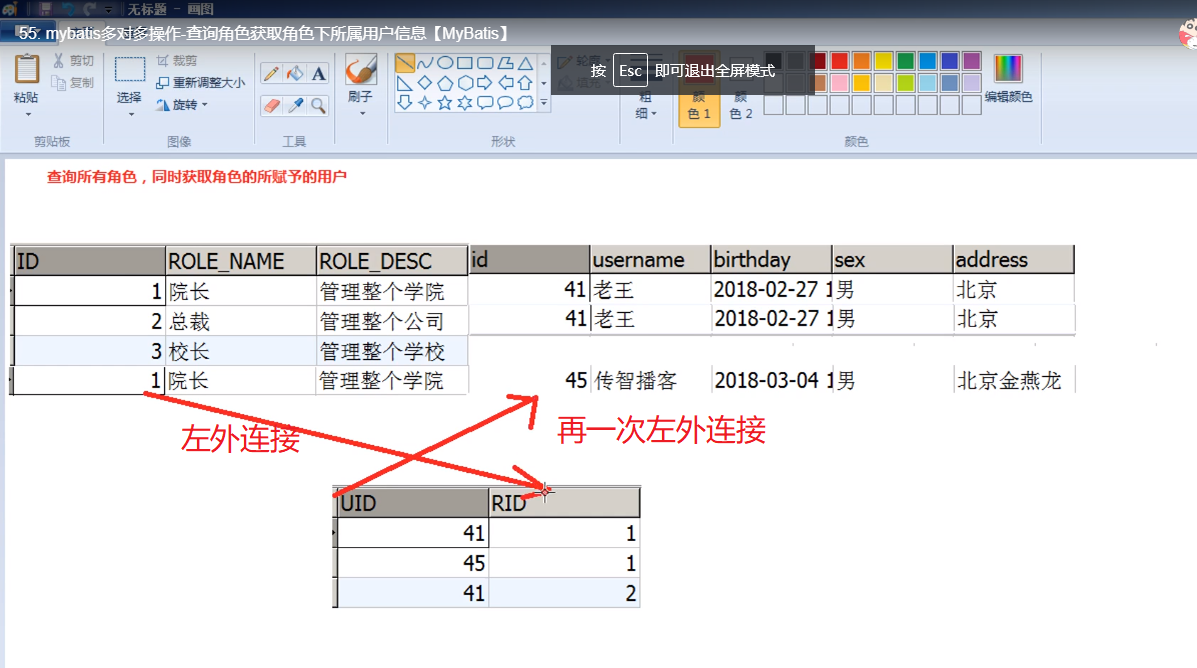 无标题 - 画图
55. mybatis多对多操作-查询角色获取角色下所属用户信息【MyBatis】
按 Esc 即可退出全屏模式
粘贴
剪切
复制
剪贴板
选择
裁剪
重新调整大小
旋转
图像
A
工具
刷子
形状
粗细
颜色 1
颜色 2
编辑颜色
颜色
查询所有角色，同时获取角色的所赋予的用户
ID ROLE_NAME ROLE_DESC id username birthday sex address
1 院长 管理整个学院 41 老王 2018-02-27 1 男 北京
2 总裁 管理整个公司 41 老王 2018-02-27 1 男 北京
3 校长 管理整个学校
1 院长 管理整个学院 45 传智播客 2018-03-04 1 男 北京金燕龙
左外连接
再一次左外连接
UID RID
41 1
45 1
41 2